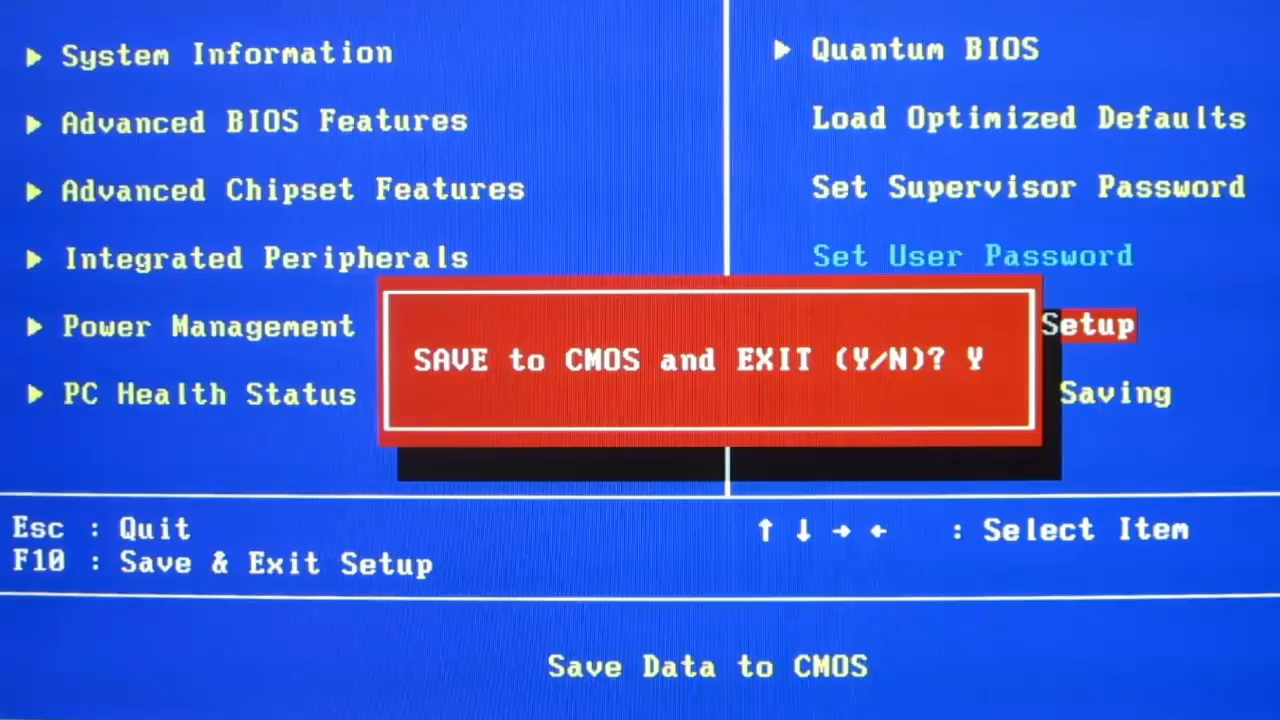 System Information
Advanced BIOS Features
Advanced Chipset Features
Integrated Peripherals
Power Management
PC Health Status
Quantum BIOS
Load Optimized Defaults
Set Supervisor Password
Set User Password
Setup
Saving
SAVE to CMOS and EXIT (Y/N)? Y
Esc : Quit
F10 : Save & Exit Setup
↑ ↓ → ← : Select Item
Save Data to CMOS